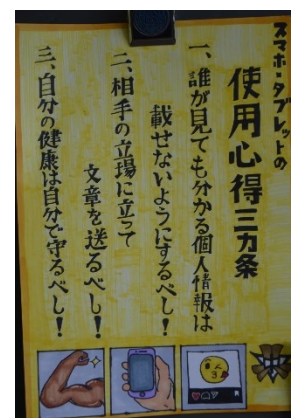 スマホ・タブレットの
使用心得三カ条
一、誰が見ても分かる個人情報は
載せないようにするべし!
二、相手の立場に立って
文章を送るべし!
三、自分の健康は自分で守るべし!